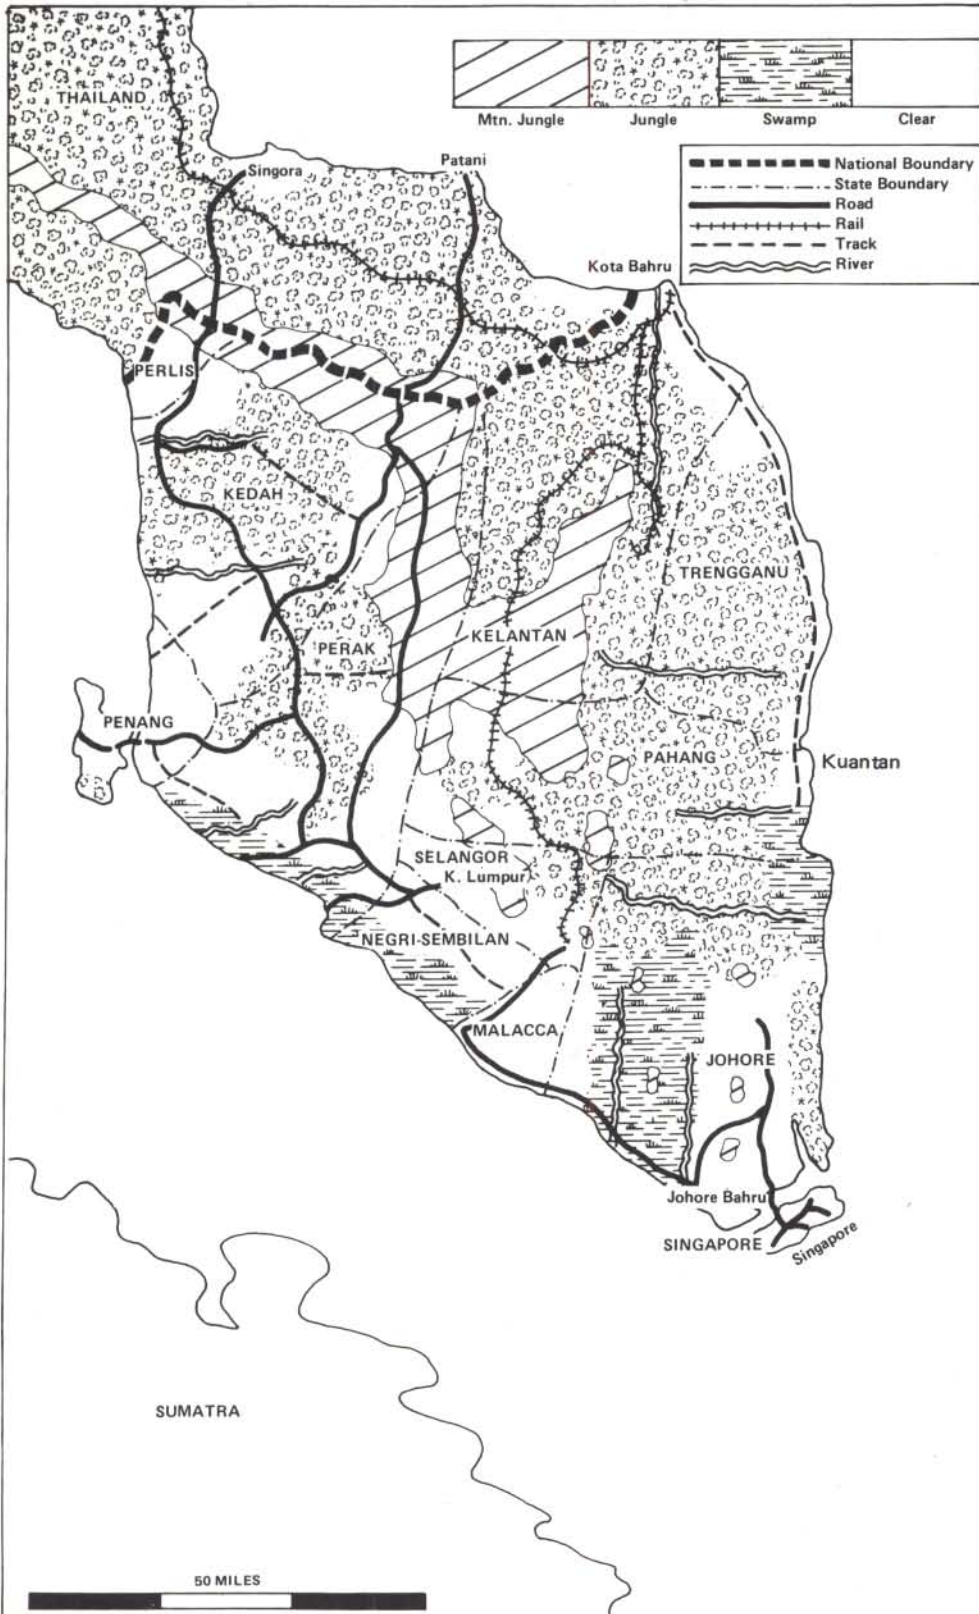 Mtn. Jungle Jungle Swamp Clear
National Boundary
State Boundary
Road
Rail
Track
River
THAILAND
Singora
Patani
Kota Bahru
PERLIS
KEDAH
TRENGGANU
PERAK
KELANTAN
PENANG
PAHANG
Kuantan
SELANGOR
K. Lumpur
NEGRI-SEMBILAN
MALACCA
JOHORE
Johore Bahru
SINGAPORE
Singapore
SUMATRA
50 MILES